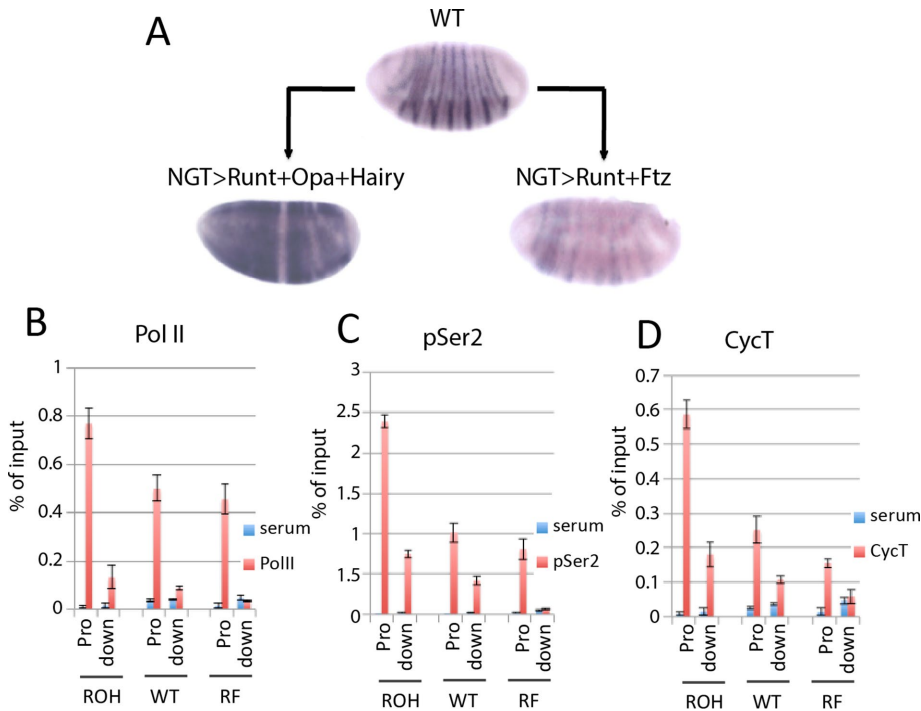 A
WT
NGT>Runt+Opa+Hairy
NGT>Runt+Ftz
B
Pol II
% of input
1
0.8
0.6
0.4
0.2
0
serum
PolII
Pro
down
Pro
down
Pro
down
ROH
WT
RF
C
pSer2
% of input
3
2.5
2
1.5
1
1.5
0
serum
pSer2
Pro
down
Pro
down
Pro
down
ROH
WT
RF
D
CycT
% of input
0.7
0.6
0.5
0.4
0.3
0.2
0.1
0
serum
CycT
Pro
down
Pro
down
Pro
down
ROH
WT
RF